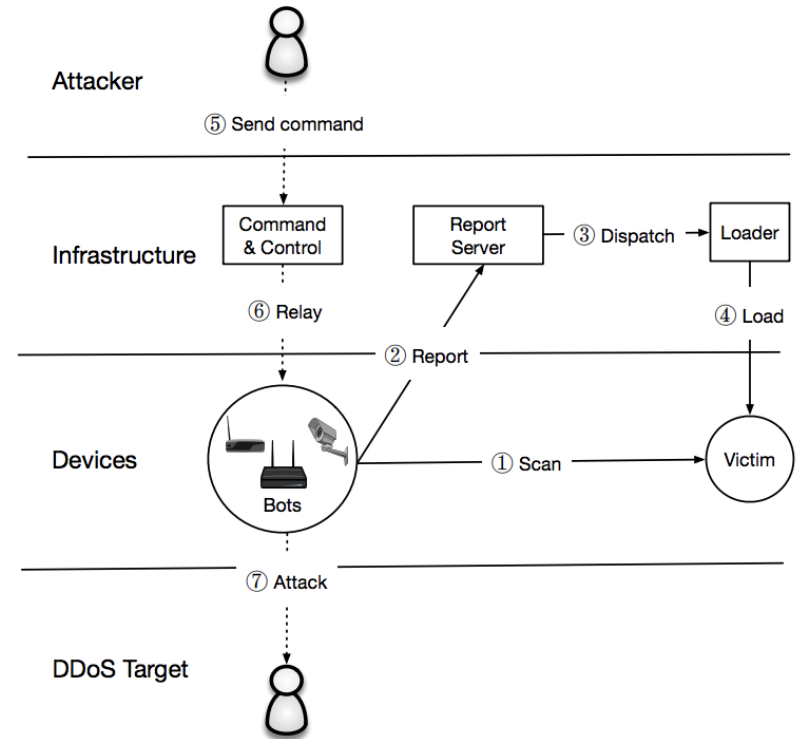 Attacker
⑤ Send command
Infrastructure
Command
& Control
Report
Server
③ Dispatch
Loader
⑥ Relay
④ Load
② Report
Devices
① Scan
Victim
Bots
⑦ Attack
DDoS Target